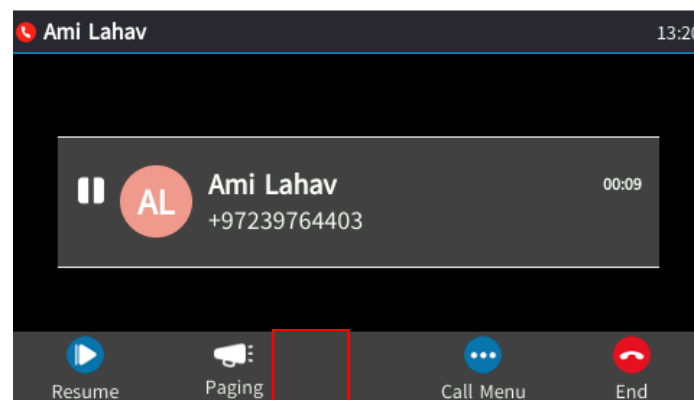 Ami Lahav 13:20
Ami Lahav 00:09
AL
+97239764403
Resume Paging Call Menu End